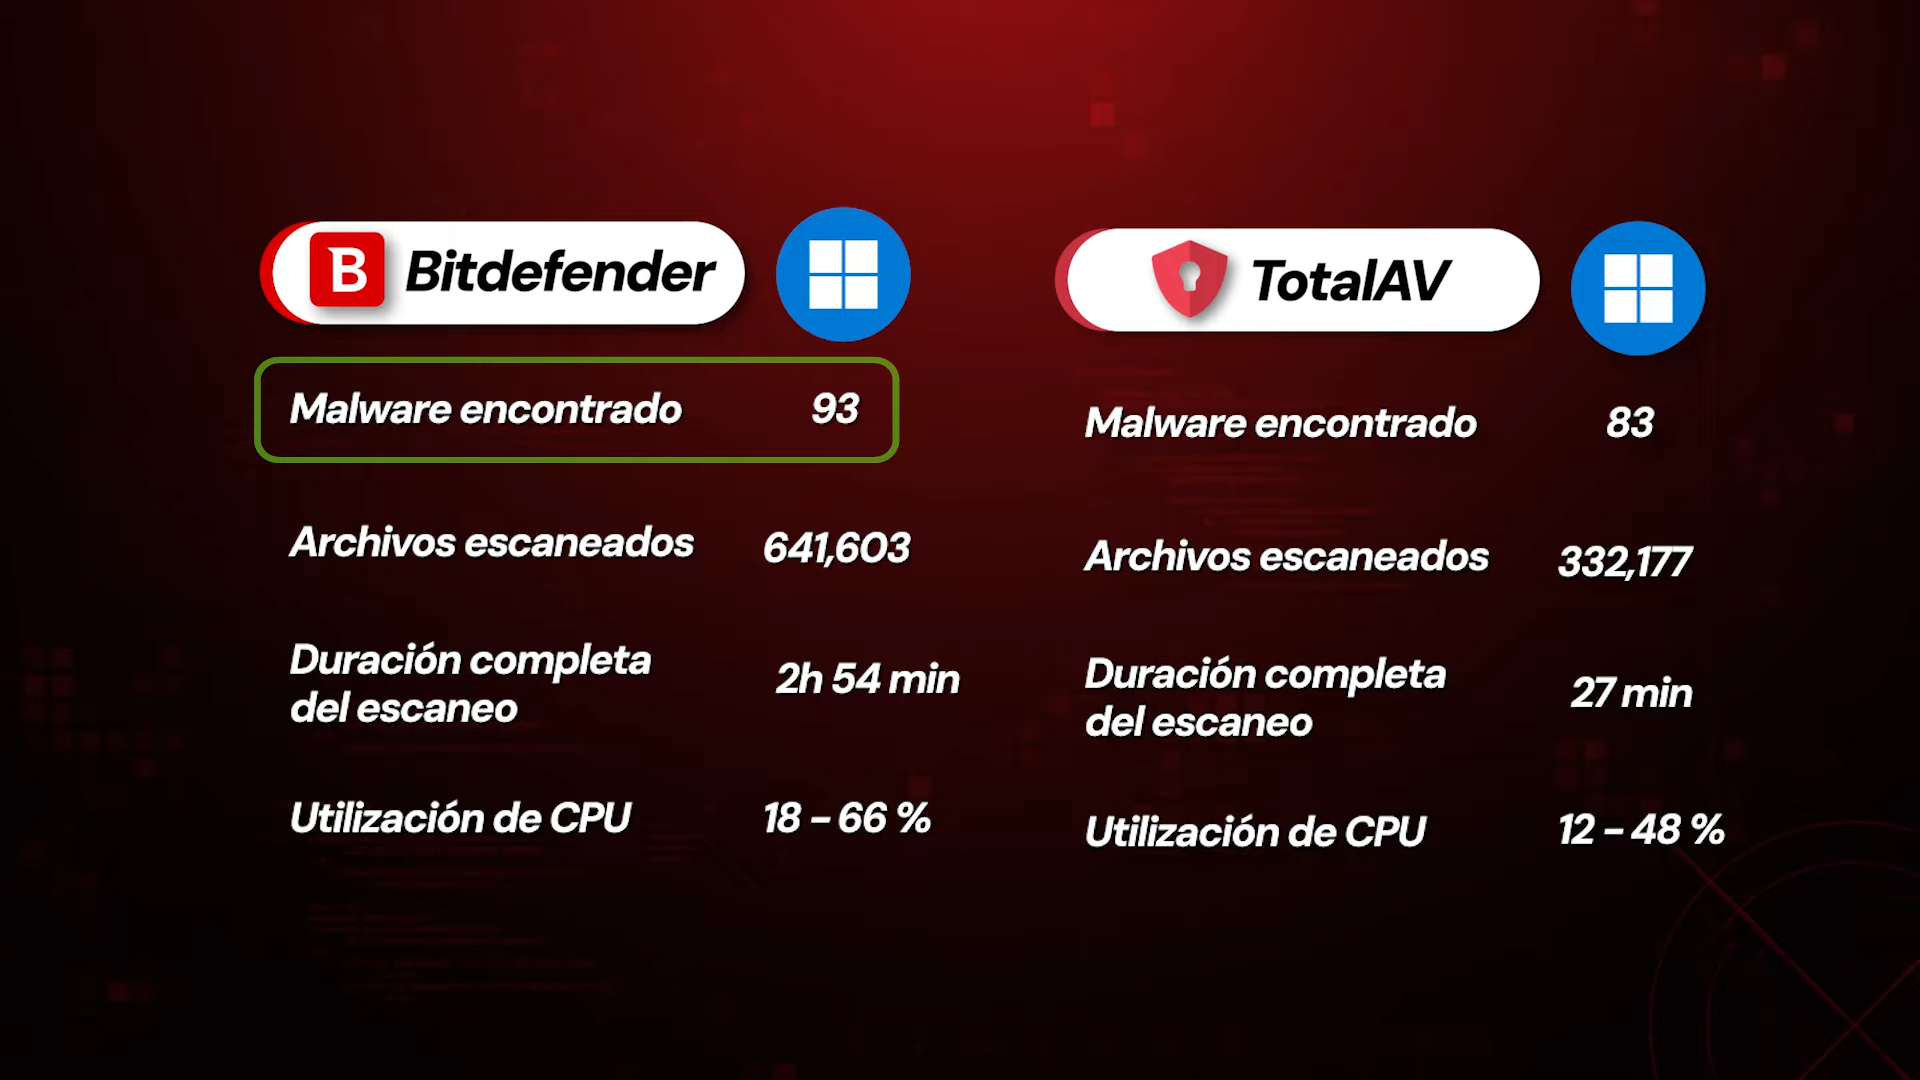 B Bitdefender
Malware encontrado 93
Archivos escaneados 641,603
Duración completa
del escaneo
2h 54 min
Utilización de CPU 18 – 66 %
TotalAV
Malware encontrado 83
Archivos escaneados 332,177
Duración completa
del escaneo
27 min
Utilización de CPU 12 – 48 %